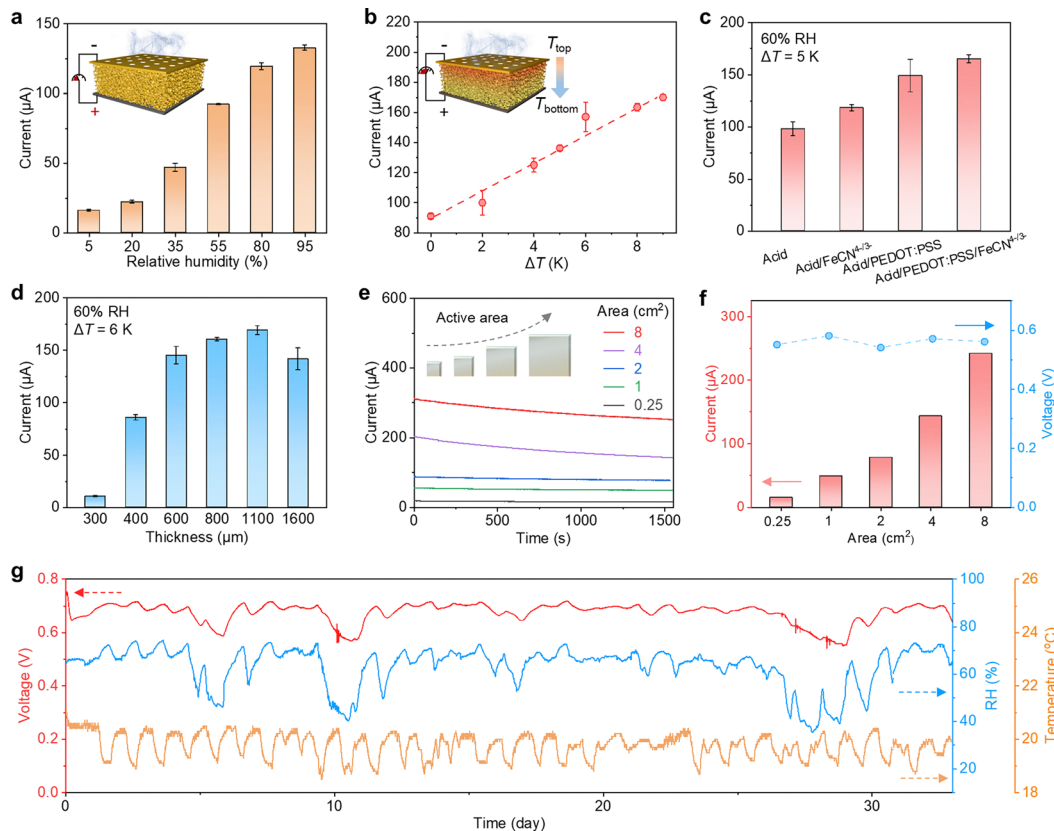 a
150
100
50
0
Current (µA)
-
+
5 20 35 55 80 95
Relative humidity (%)
b
220
200
180
160
140
120
100
80
Current (µA)
-
+
Ttop
Tbottom
0 2 4 6 8
ΔT (K)
c
60% RH
ΔT = 5 K
200
150
100
50
0
Current (µA)
Acid
Acid/FeCN4-/3-
Acid/PEDOT:PSS
Acid/PEDOT:PSS/FeCN4-/3-
d
60% RH
ΔT = 6 K
200
150
100
50
0
Current (µA)
300 400 600 800 1100 1600
Thickness (µm)
e
600
400
200
0
Current (µA)
Active area
Area (cm2)
8
4
2
1
0.25
0 500 1000 1500
Time (s)
f
300
200
100
0
Current (µA)
0.6
0.4
0.2
0.0
Voltage (V)
0.25 1 2 4 8
Area (cm2)
g
0.8
0.6
0.4
0.2
0.0
Voltage (V)
100
80
60
40
20
RH (%)
26
25
24
23
22
21
20
19
18
Temperature (ºC)
0 10 20 30
Time (day)